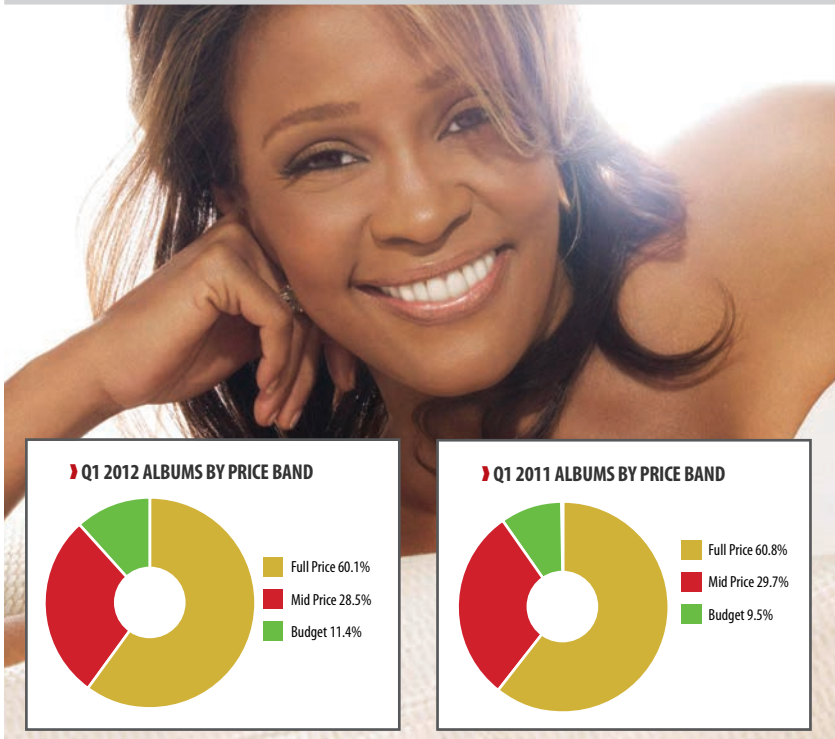 Q1 2012 ALBUMS BY PRICE BAND
Full Price 60.1%
Mid Price 28.5%
Budget 11.4%
Q1 2011 ALBUMS BY PRICE BAND
Full Price 60.8%
Mid Price 29.7%
Budget 9.5%